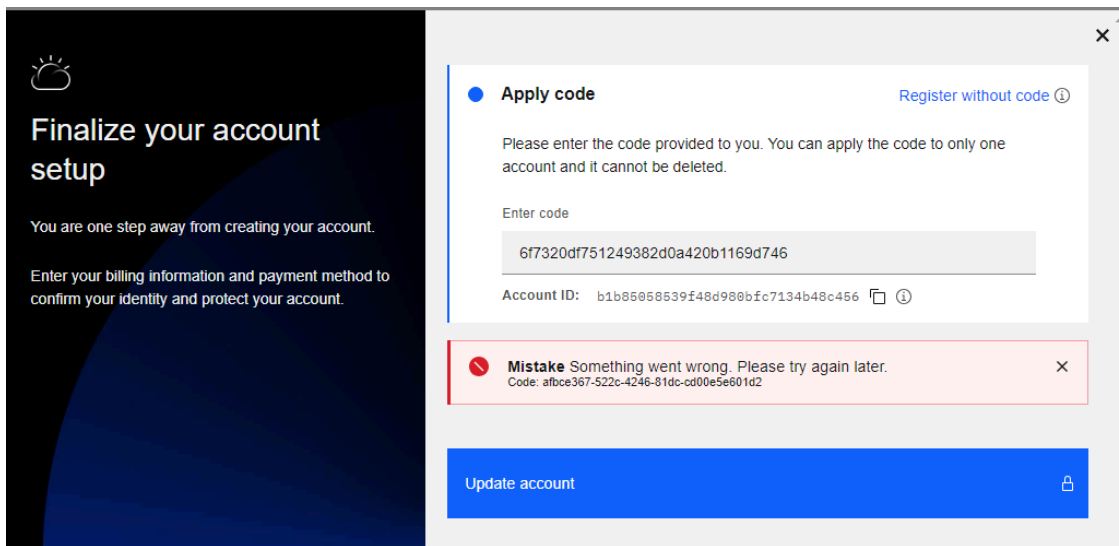 Finalize your account
setup
You are one step away from creating your account.
Enter your billing information and payment method to
confirm your identity and protect your account.
Apply code
Register without code
Please enter the code provided to you. You can apply the code to only one
account and it cannot be deleted.
Enter code
6f7320df751249382d0a420b1169d746
Account ID: b1b85058539f48d980bfc7134b48c456
Mistake Something went wrong. Please try again later.
Code: afbce367-522c-4246-81dc-cd00e5e601d2
Update account